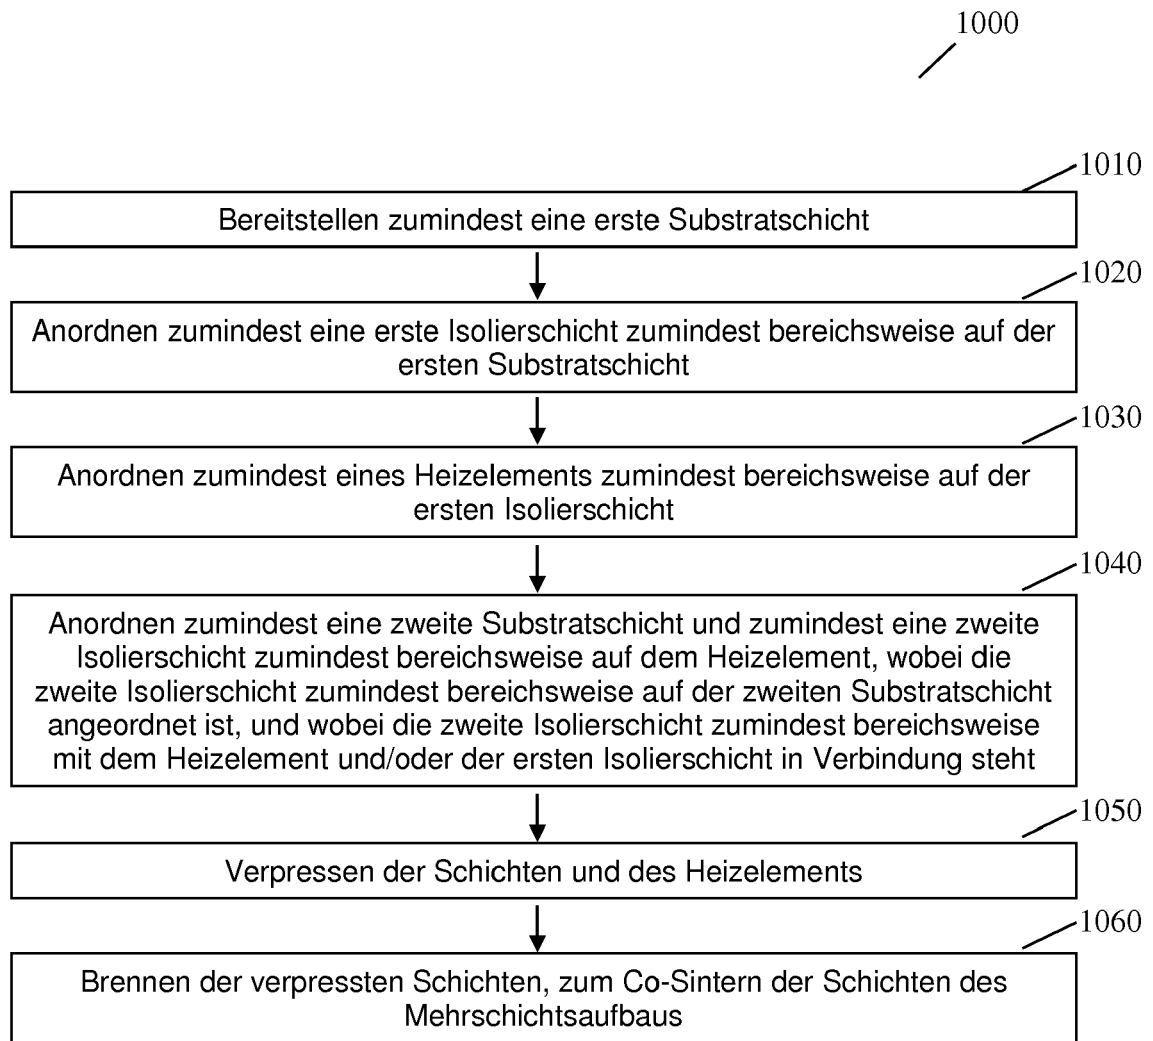 1000
1010
Bereitstellen zumindest eine erste Substratschicht
1020
Anordnen zumindest eine erste Isolierschicht zumindest bereichsweise auf der
ersten Substratschicht
1030
Anordnen zumindest eines Heizelements zumindest bereichsweise auf der
ersten Isolierschicht
1040
Anordnen zumindest eine zweite Substratschicht und zumindest eine zweite
Isolierschicht zumindest bereichsweise auf dem Heizelement, wobei die
zweite Isolierschicht zumindest bereichsweise auf der zweiten Substratschicht
angeordnet ist, und wobei die zweite Isolierschicht zumindest bereichsweise
mit dem Heizelement und/oder der ersten Isolierschicht in Verbindung steht
1050
Verpressen der Schichten und des Heizelements
1060
Brennen der verpressten Schichten, zum Co-Sintern der Schichten des
Mehrschichtsaufbaus